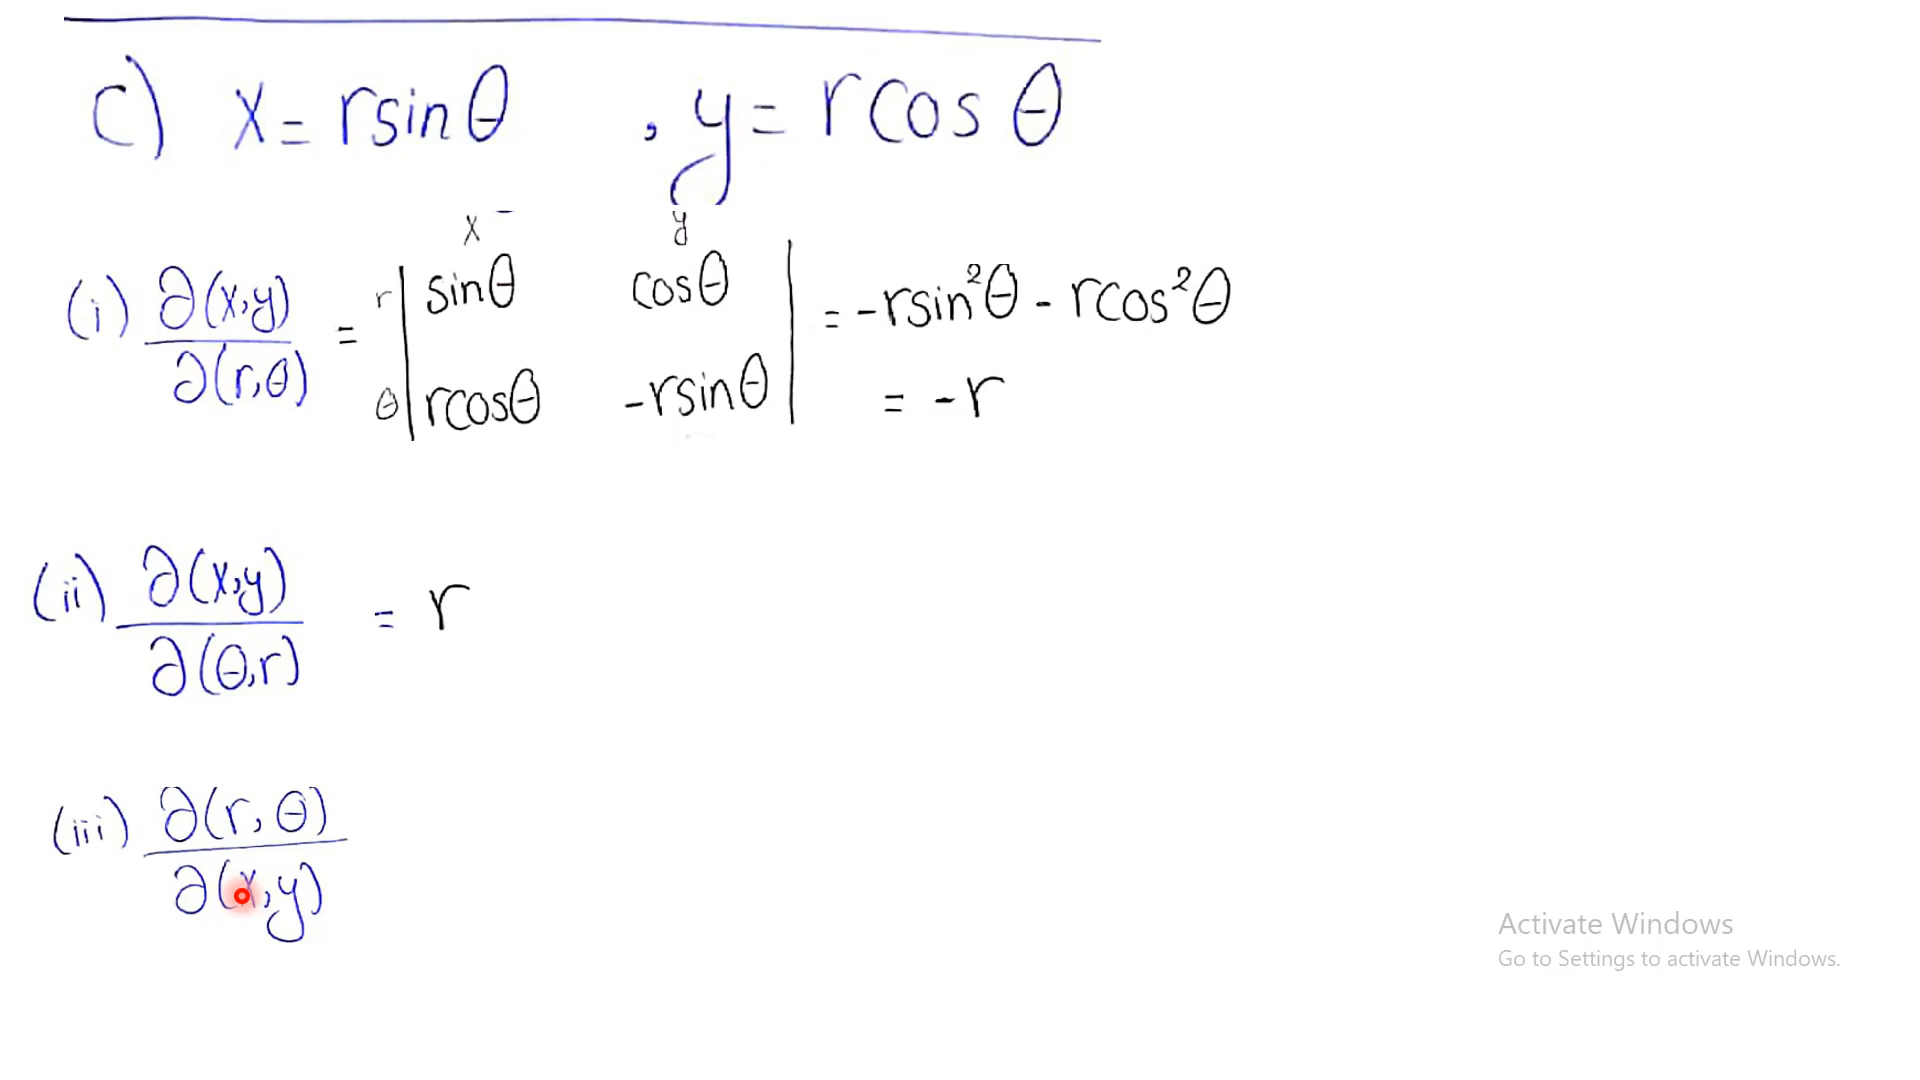 c) x = r sin θ , y = r cos θ
x y
(i) ∂(x,y)/∂(r,θ) = r | sin θ cos θ | = -r sin²θ - r cos²θ
θ | r cos θ -r sin θ | = -r
(ii) ∂(x,y)/∂(θ,r) = r
(iii) ∂(r,θ)/∂(x,y)
Activate Windows
Go to Settings to activate Windows.